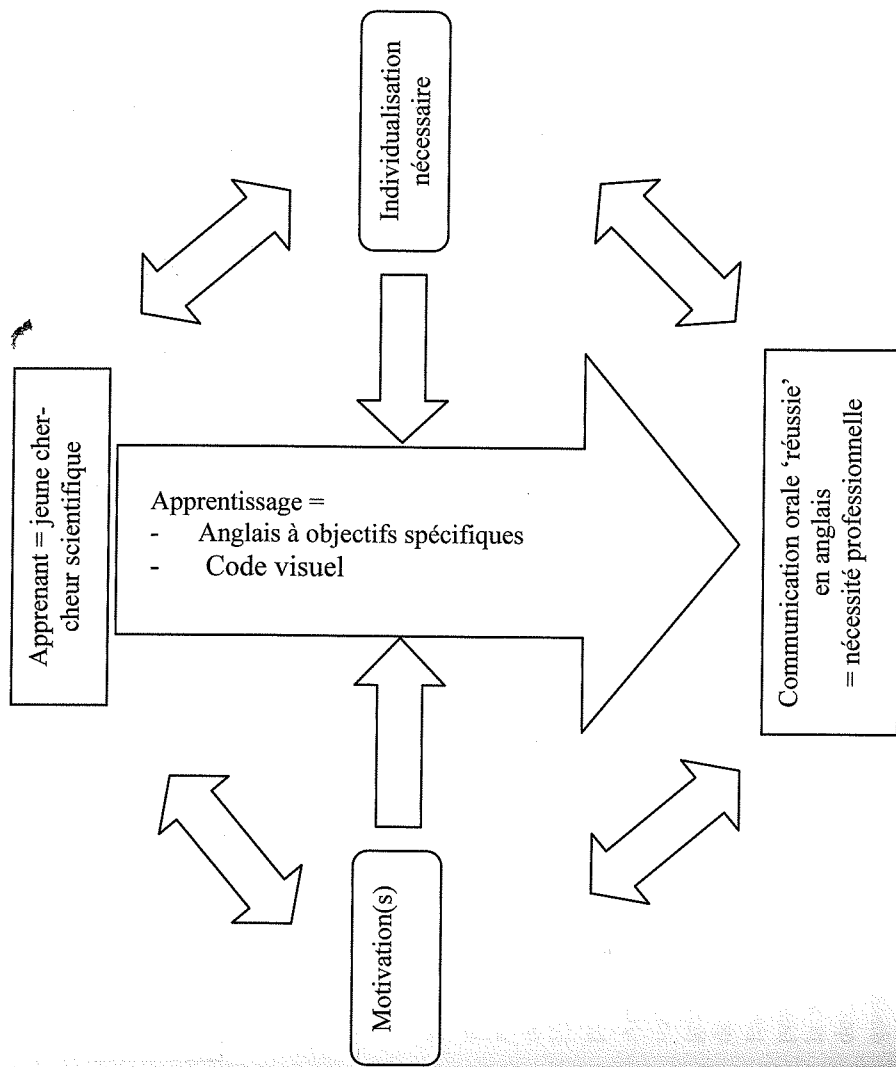 Apprenant = jeune cher-
cheur scientifique
Individualisation
nécessaire
Apprentissage =
- Anglais à objectifs spécifiques
- Code visuel
Motivation(s)
Communication orale ‘réussie’
en anglais
= nécessité professionnelle